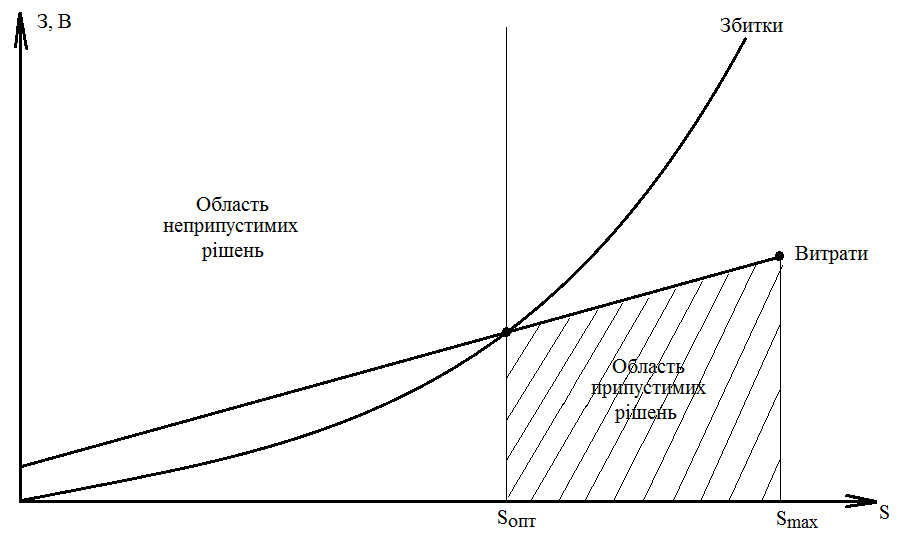 З, В
Збитки
Область
неприпустимих
рішень
Витрати
Область
припустимих
рішень
Sопт
Smax
S